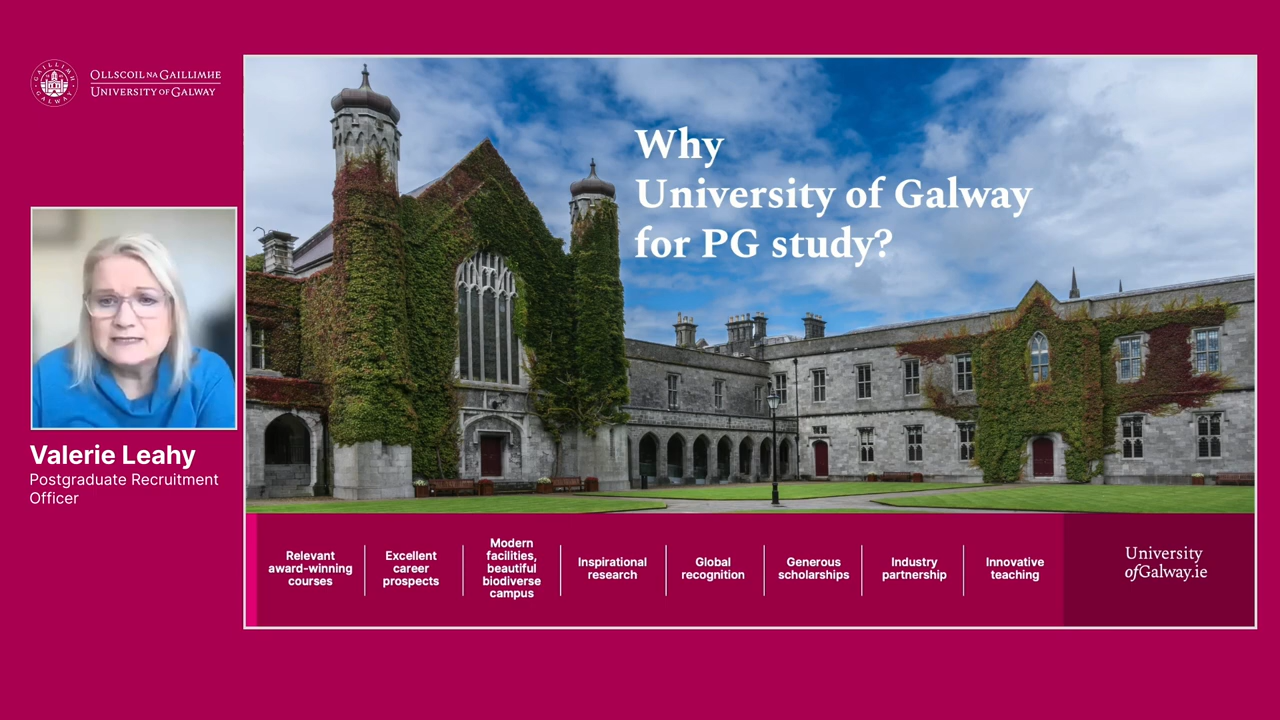 GAILLIMH
GALWAY
OLLSCOIL NA GAILLIMHE
UNIVERSITY OF GALWAY
Valerie Leahy
Postgraduate Recruitment
Officer
Why
University of Galway
for PG study?
Relevant
award-winning
courses
Excellent
career
prospects
Modern
facilities,
beautiful
biodiverse
campus
Inspirational
research
Global
recognition
Generous
scholarships
Industry
partnership
Innovative
teaching
University
ofGalway.ie